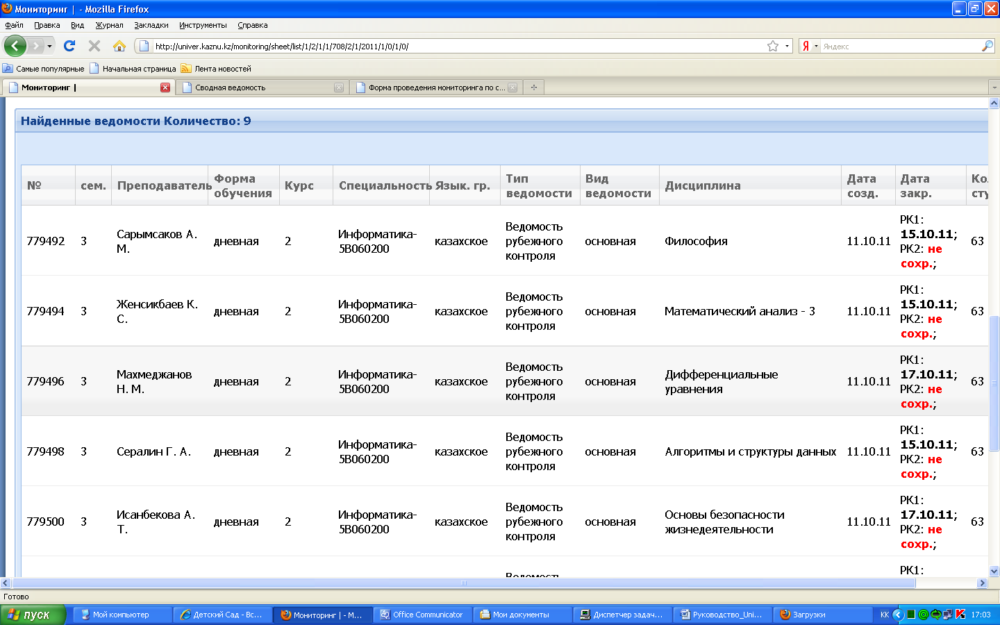 Мониторинг | - Mozilla Firefox
Файл Правка Вид Журнал Закладки Инструменты Справка
http://univer.kaznu.kz/monitoring/sheet/list/1/2/1/1/708/2/1/2011/1/0/1/0/ Яндекс
Самые популярные Начальная страница Лента новостей
Мониторинг | Сводная ведомость Форма проведения мониторинга по с...
Найденные ведомости Количество: 9
№ сем. Преподаватель Форма обучения Курс Специальность Язык. гр. Тип ведомости Вид ведомости Дисциплина Дата созд. Дата закр. Ко сту
779492 3 Сарымсаков А. М. дневная 2 Информатика-5B060200 казахское Ведомость рубежного контроля основная Философия 11.10.11 РК1: 15.10.11; РК2: не сохр.; 63
779494 3 Женсикбаев К. С. дневная 2 Информатика-5B060200 казахское Ведомость рубежного контроля основная Математический анализ - 3 11.10.11 РК1: 15.10.11; РК2: не сохр.; 63
779496 3 Махмеджанов Н. М. дневная 2 Информатика-5B060200 казахское Ведомость рубежного контроля основная Дифференциальные уравнения 11.10.11 РК1: 17.10.11; РК2: не сохр.; 63
779498 3 Сералин Г. А. дневная 2 Информатика-5B060200 казахское Ведомость рубежного контроля основная Алгоритмы и структуры данных 11.10.11 РК1: 15.10.11; РК2: не сохр.; 63
779500 3 Исанбекова А. Т. дневная 2 Информатика-5B060200 казахское Ведомость рубежного контроля основная Основы безопасности жизнедеятельности 11.10.11 РК1: 17.10.11; РК2: не сохр.; 63
Ведомость РК1:
Готово
пуск Мой компьютер Детский Сад - Вс... Мониторинг | - M... Office Communicator Мои документы Диспетчер задач... Руководство_Uni... Загрузки KK 17:03